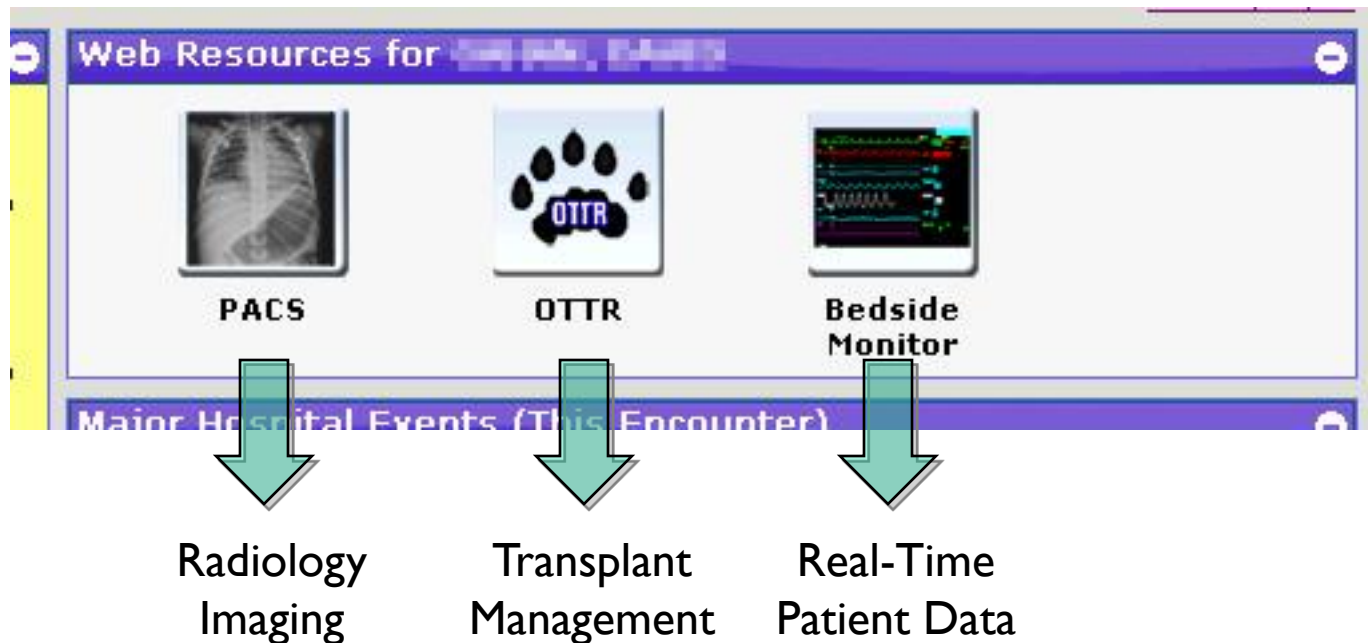 Web Resources for
OTTR
PACS
OTTR
Bedside
Monitor
Major Hospital Events (This Encounter)
Radiology
Imaging
Transplant
Management
Real-Time
Patient Data